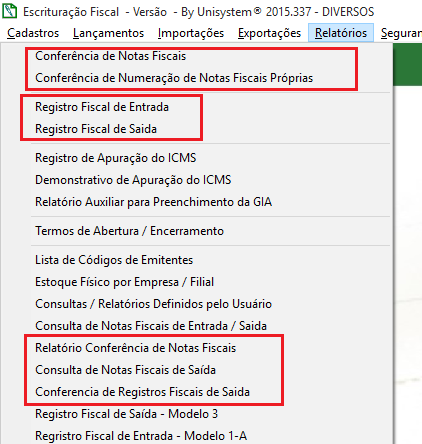 Escrituração Fiscal - Versão - By Unisystem® 2015.337 - DIVERSOS
Cadastros Lançamentos Importações Exportações Relatórios Seguran
Conferência de Notas Fiscais
Conferência de Numeração de Notas Fiscais Próprias
Registro Fiscal de Entrada
Registro Fiscal de Saida
Registro de Apuração do ICMS
Demonstrativo de Apuração do ICMS
Relatório Auxiliar para Preenchimento da GIA
Termos de Abertura / Encerramento
Lista de Códigos de Emitentes
Estoque Físico por Empresa / Filial
Consultas / Relatórios Definidos pelo Usuário
Consulta de Notas Fiscais de Entrada / Saida
Relatório Conferência de Notas Fiscais
Consulta de Notas Fiscais de Saída
Conferencia de Registros Fiscais de Saida
Registro Fiscal de Saída - Modelo 3
Registro Fiscal de Entrada - Modelo 1-A